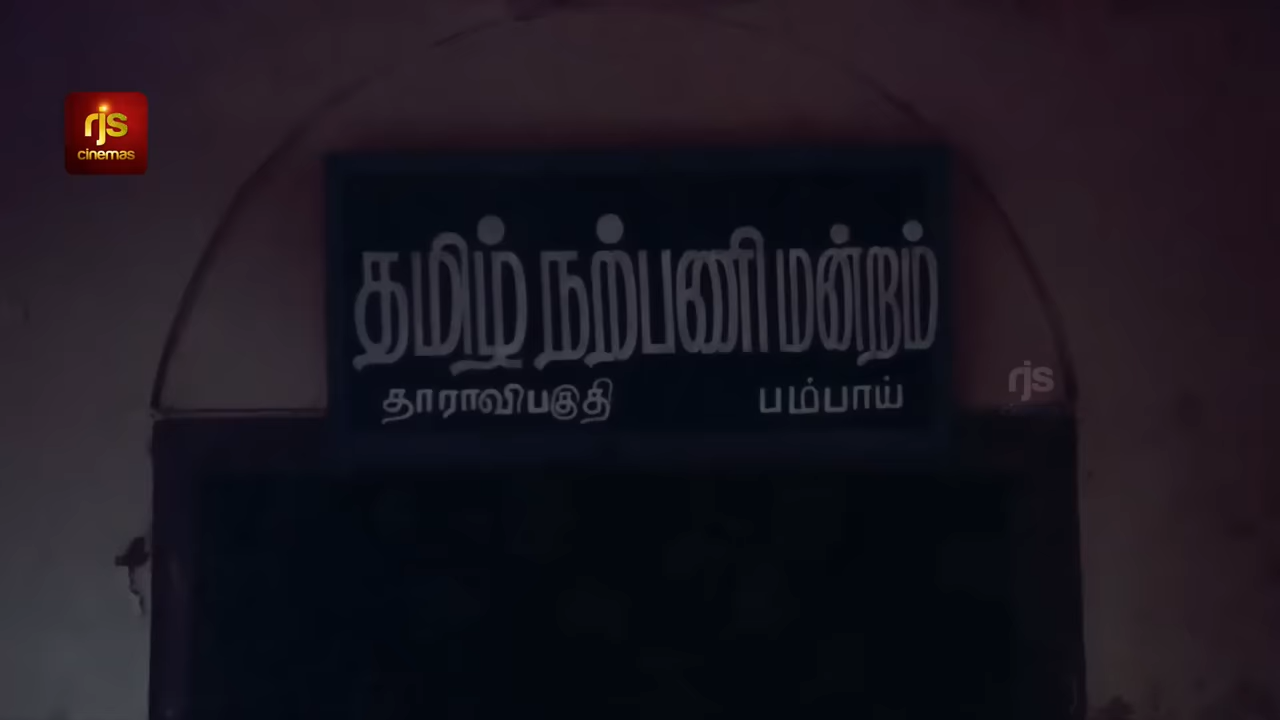 rjs
cinemas
தமிழ் நற்பணி மன்றம்
தாராவிபகுதி பம்பாய்
rjs